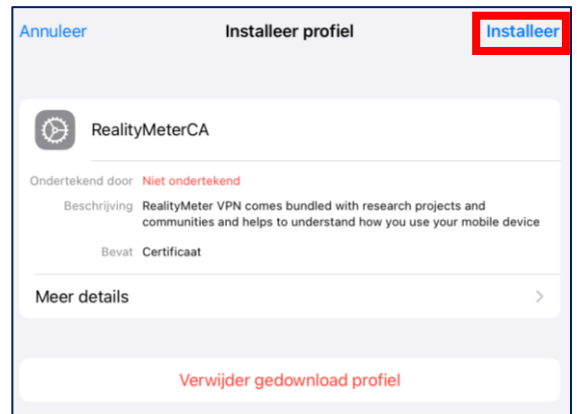 Annuleer Installeer profiel Installeer
RealityMeterCA
Ondertekend door Niet ondertekend
Beschrijving RealityMeter VPN comes bundled with research projects and
communities and helps to understand how you use your mobile device
Bevat Certificaat
Meer details
Verwijder gedownload profiel